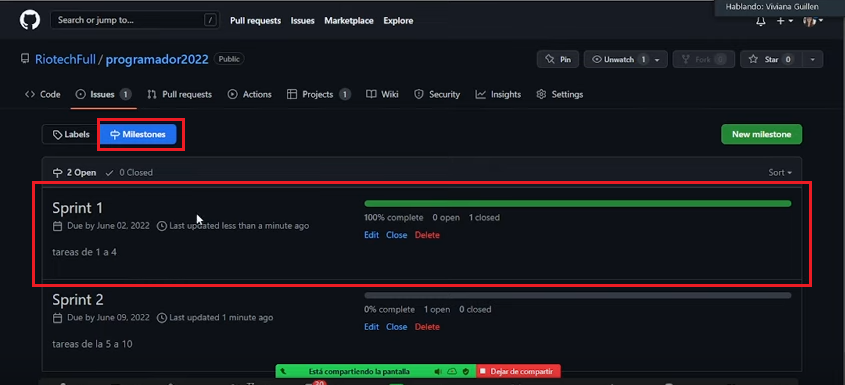 Hablando: Viviana Guillen
Search or jump to... /
Pull requests Issues Marketplace Explore
RiotechFull / programador2022 Public
Pin Unwatch 1 Fork 0 Star 0
Code Issues 1 Pull requests Actions Projects 1 Wiki Security Insights Settings
Labels Milestones New milestone
2 Open 0 Closed Sort
Sprint 1
Due by June 02, 2022 Last updated less than a minute ago
tareas de 1 a 4
100% complete 0 open 1 closed
Edit Close Delete
Sprint 2
Due by June 09, 2022 Last updated 1 minute ago
tareas de la 5 a 10
0% complete 1 open 0 closed
Edit Close Delete
Está compartiendo la pantalla Dejar de compartir